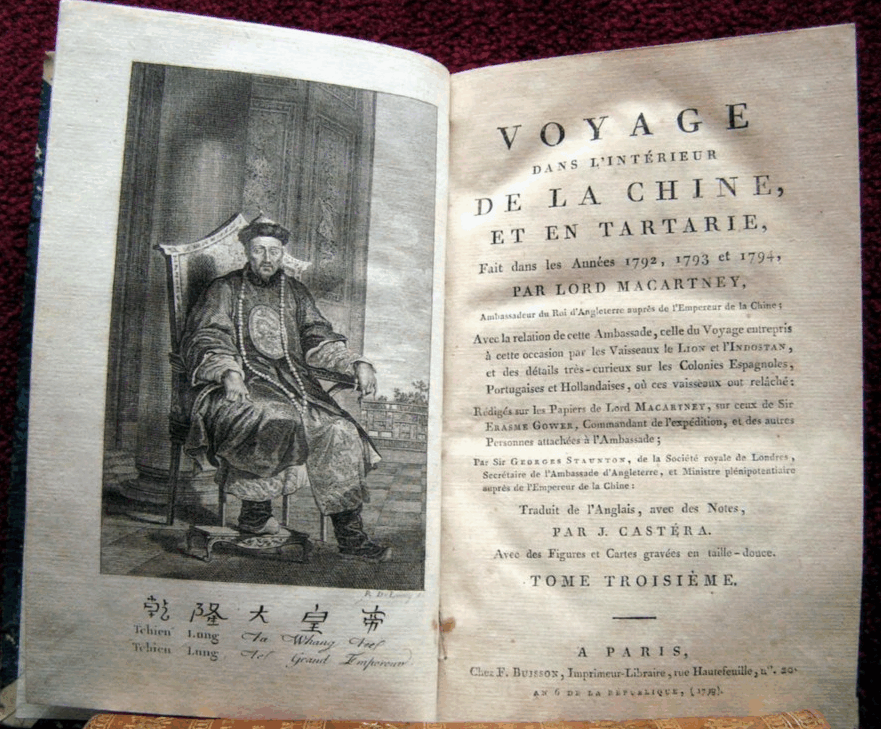 乾 隆 大 皇 帝
Tchien Lung Ta Whang
Tchien Lung Grand Empereur
VOYAGE
DANS L'INTÉRIEUR
DE LA CHINE,
ET EN TARTARIE,
Fait dans les Années 1792, 1793 et 1794,
PAR LORD MACARTNEY,
Ambassadeur du Roi d'Angleterre auprès de l'Empereur de la Chine;
Avec la relation de cette Ambassade, celle du Voyage entrepris
à cette occasion par les Vaisseaux le LION et l'INDOSTAN,
et des détails très-curieux sur les Colonies Espagnoles,
Portugaises et Hollandaises, où ces vaisseaux ont relâché:
Rédigés sur les Papiers de Lord MACARTNEY, sur ceux de Sir
ERASME GOWER, Commandant de l'expédition, et des autres
Personnes attachées à l'Ambassade;
Par Sir GEORGES STAUNTON, de la Société royale de Londres,
Secrétaire de l'Ambassade d'Angleterre, et Ministre plénipotentiaire
auprès de l'Empereur de la Chine:
Traduit de l'Anglais, avec des Notes,
PAR J. CASTÉRA.
Avec des Figures et Cartes gravées en taille-douce.
TOME TROISIÈME.
A PARIS,
Chez F. BUISSON, Imprimeur-Libraire, rue Hautefeuille, n°. 20.
AN 6 DE LA RÉPUBLIQUE, (1798).